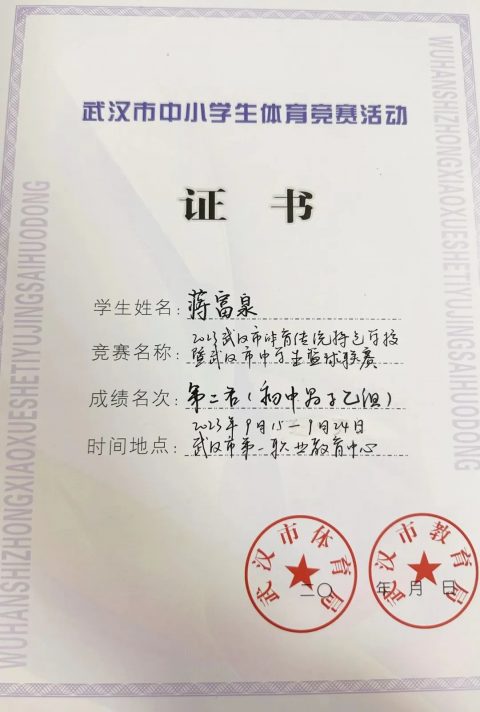 武汉市中小学生体育竞赛活动
证 书
学生姓名：蒋富泉
2023武汉市体育传统特色学校
竞赛名称：暨武汉市中学生篮球联赛
成绩名次：第二名（初中男子乙组）
2023年9月15—9月24日
时间地点：武汉市第一职业教育中心
武汉市体育局
武汉市教育局
二〇 年 月 日
WUHANSHIZHONGXIAOXUESHETIYUJINGSAIHUODONG
WUHANSHIZHONGXIAOXUESHETIYUJINGSAIHUODONG